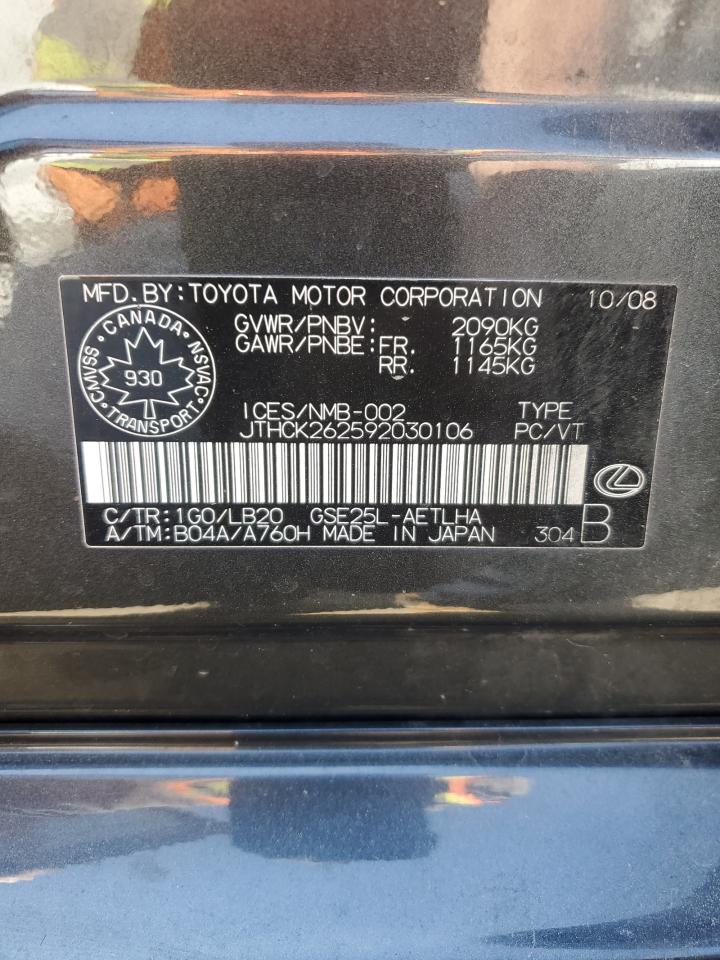 MFD.BY:TOYOTA MOTOR CORPORATION 10/08
CANADA
CMVSS NSVAC
930
TRANSPORT
GVWR/PNBV: 2090KG
GAWR/PNBE: FR. 1165KG
RR. 1145KG
ICES/NMB-002 TYPE
JTHCK262592030106 PC/VT
C/TR:1G0/LB20 GSE25L-AETLHA
A/TM:B04A/A760H MADE IN JAPAN 304 B